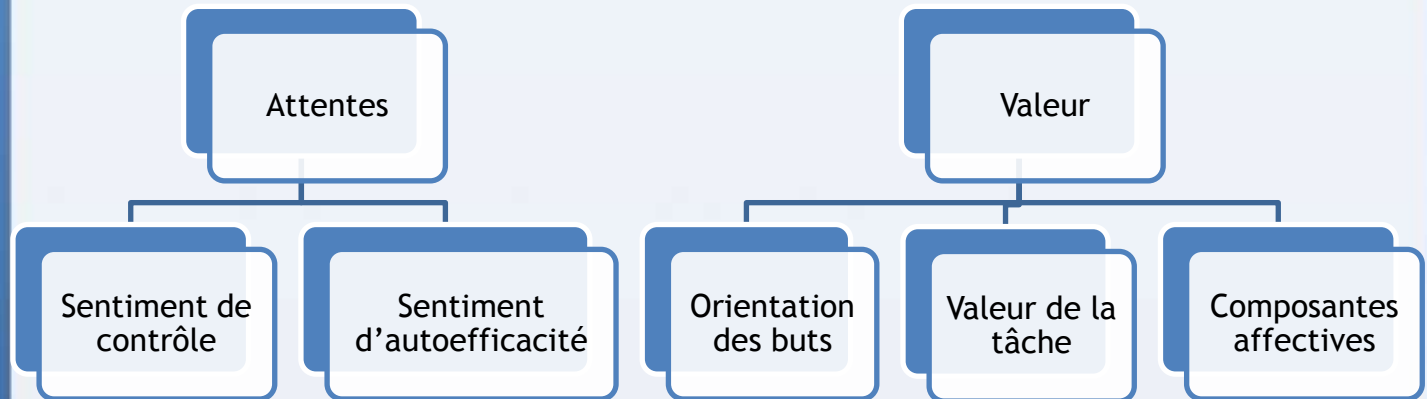 Attentes
Valeur
Sentiment de
contrôle
Sentiment
d’autoefficacité
Orientation
des buts
Valeur de la
tâche
Composantes
affectives